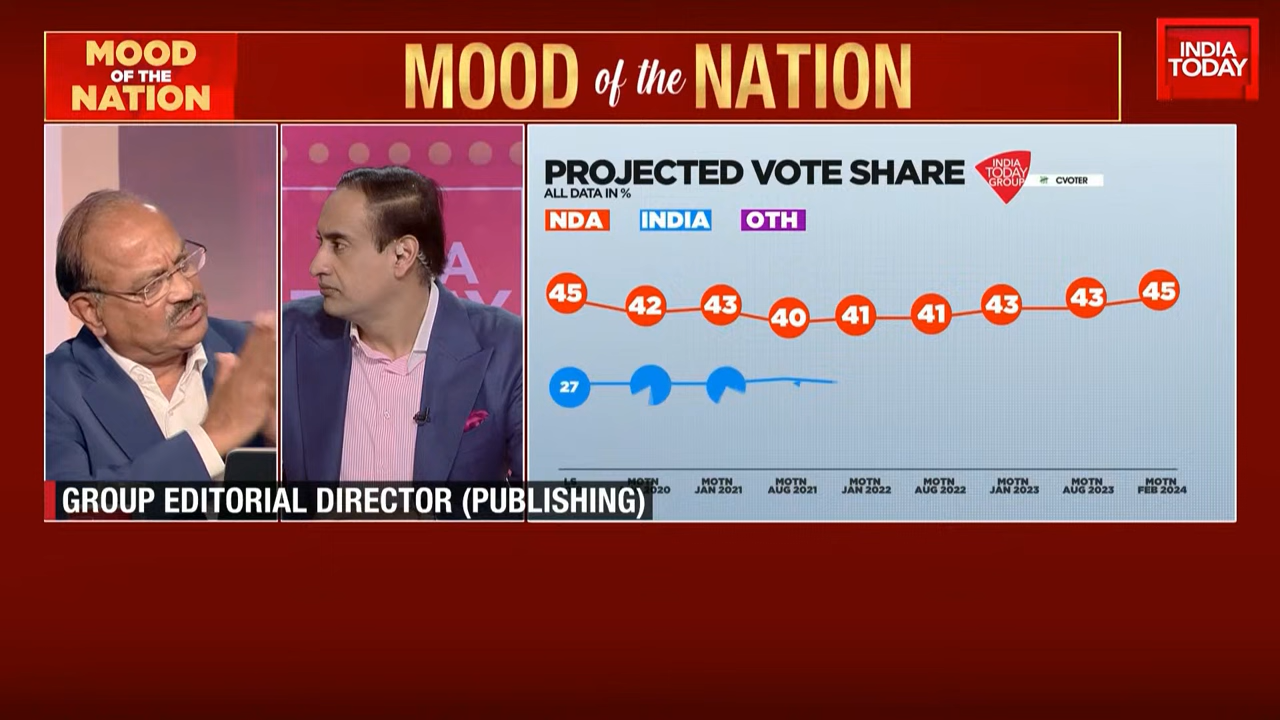 MOOD
OF THE
NATION
MOOD of the NATION
INDIA
TODAY
PROJECTED VOTE SHARE
INDIA
TODAY
GROUP
CVOTER
ALL DATA IN %
NDA
INDIA
OTH
45
42
43
40
41
41
43
43
45
27
LS
MOTN
2020
MOTN
JAN 2021
MOTN
AUG 2021
MOTN
JAN 2022
MOTN
AUG 2022
MOTN
JAN 2023
MOTN
AUG 2023
MOTN
FEB 2024
GROUP EDITORIAL DIRECTOR (PUBLISHING)